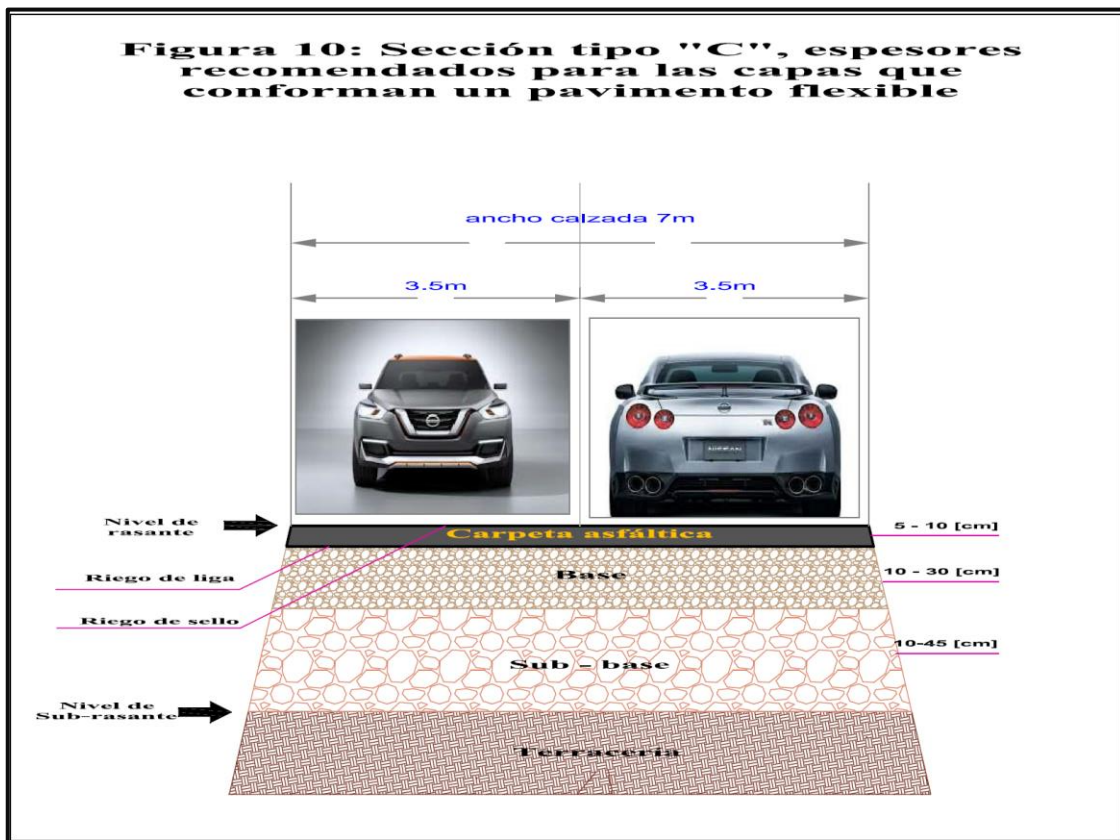 Figura 10: Sección tipo "C", espesores
recomendados para las capas que
conforman un pavimento flexible
ancho calzada 7m
3.5m
3.5m
NISSAN
Nivel de
rasante
Carpeta asfáltica
5 - 10 [cm]
Riego de liga
Base
10 - 30 [cm]
Riego de sello
Sub - base
10-45 [cm]
Nivel de
Sub-rasante
Terracería